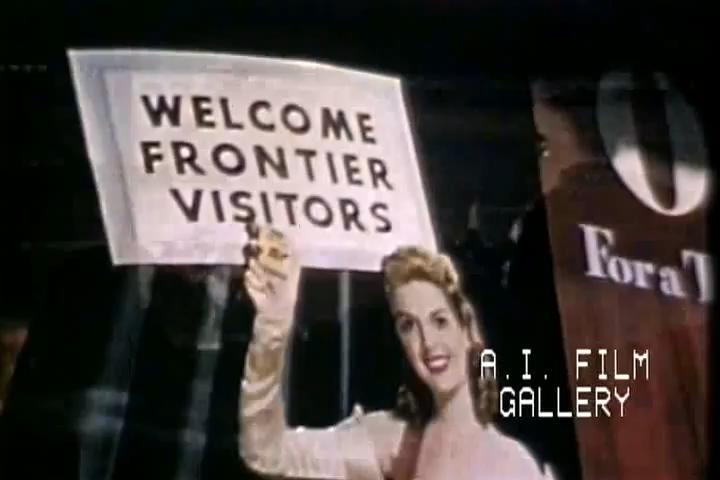 WELCOME
FRONTIER
VISITORS
O
For a T
A.I. FILM
GALLERY